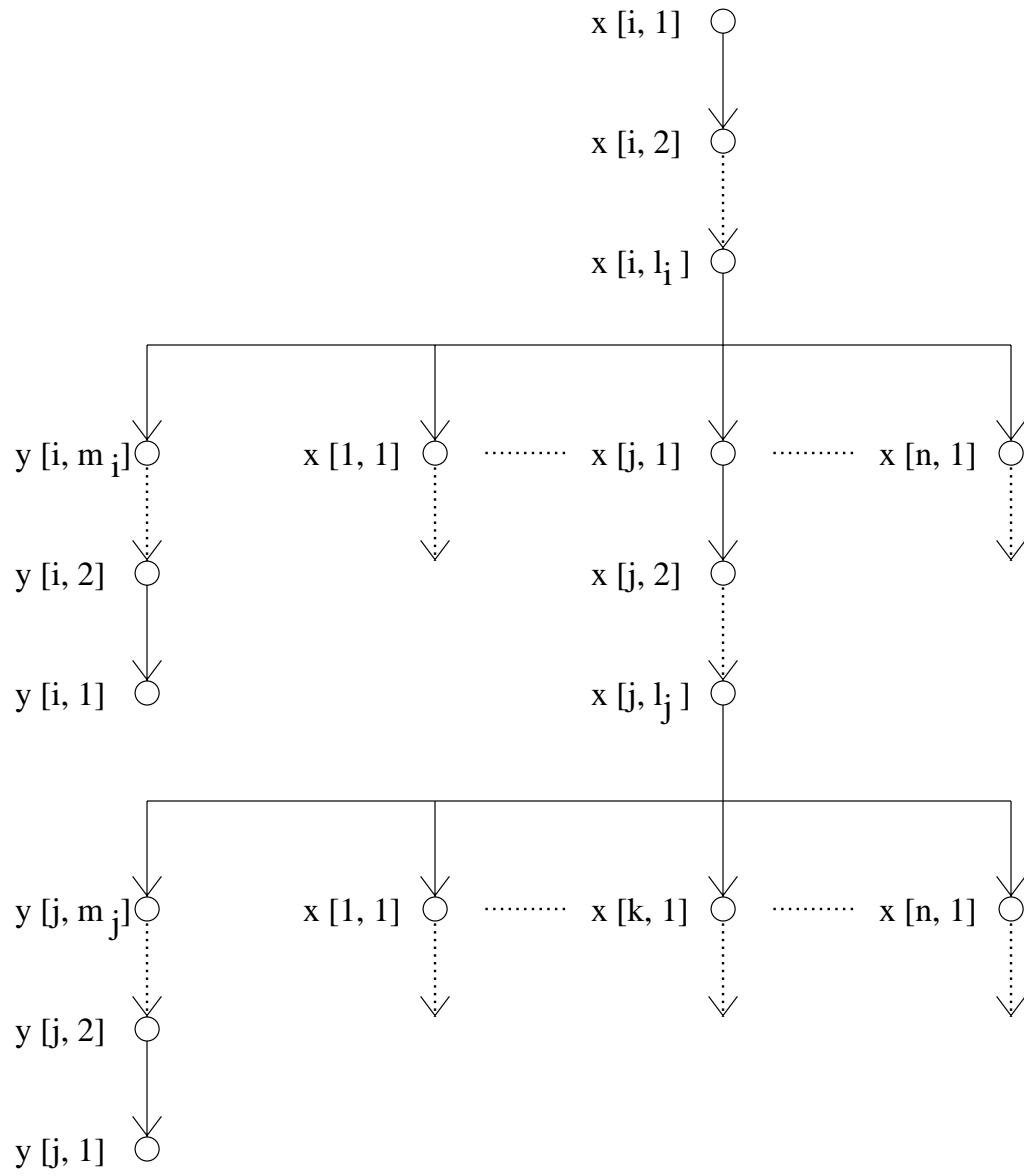 x [i, 1]
x [i, 2]
x [i, l_i ]
y [i, m_i] x [1, 1] x [j, 1] x [n, 1]
y [i, 2] x [j, 2]
y [i, 1] x [j, l_j ]
y [j, m_j] x [1, 1] x [k, 1] x [n, 1]
y [j, 2]
y [j, 1]